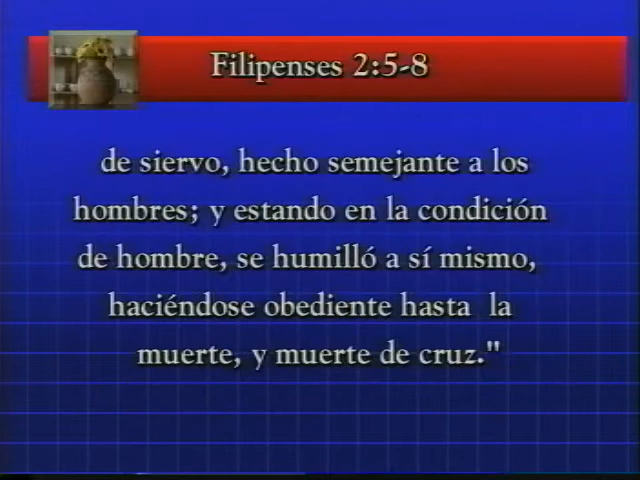 Filipenses 2:5-8
de siervo, hecho semejante a los
hombres; y estando en la condición
de hombre, se humilló a sí mismo,
haciéndose obediente hasta la
muerte, y muerte de cruz."